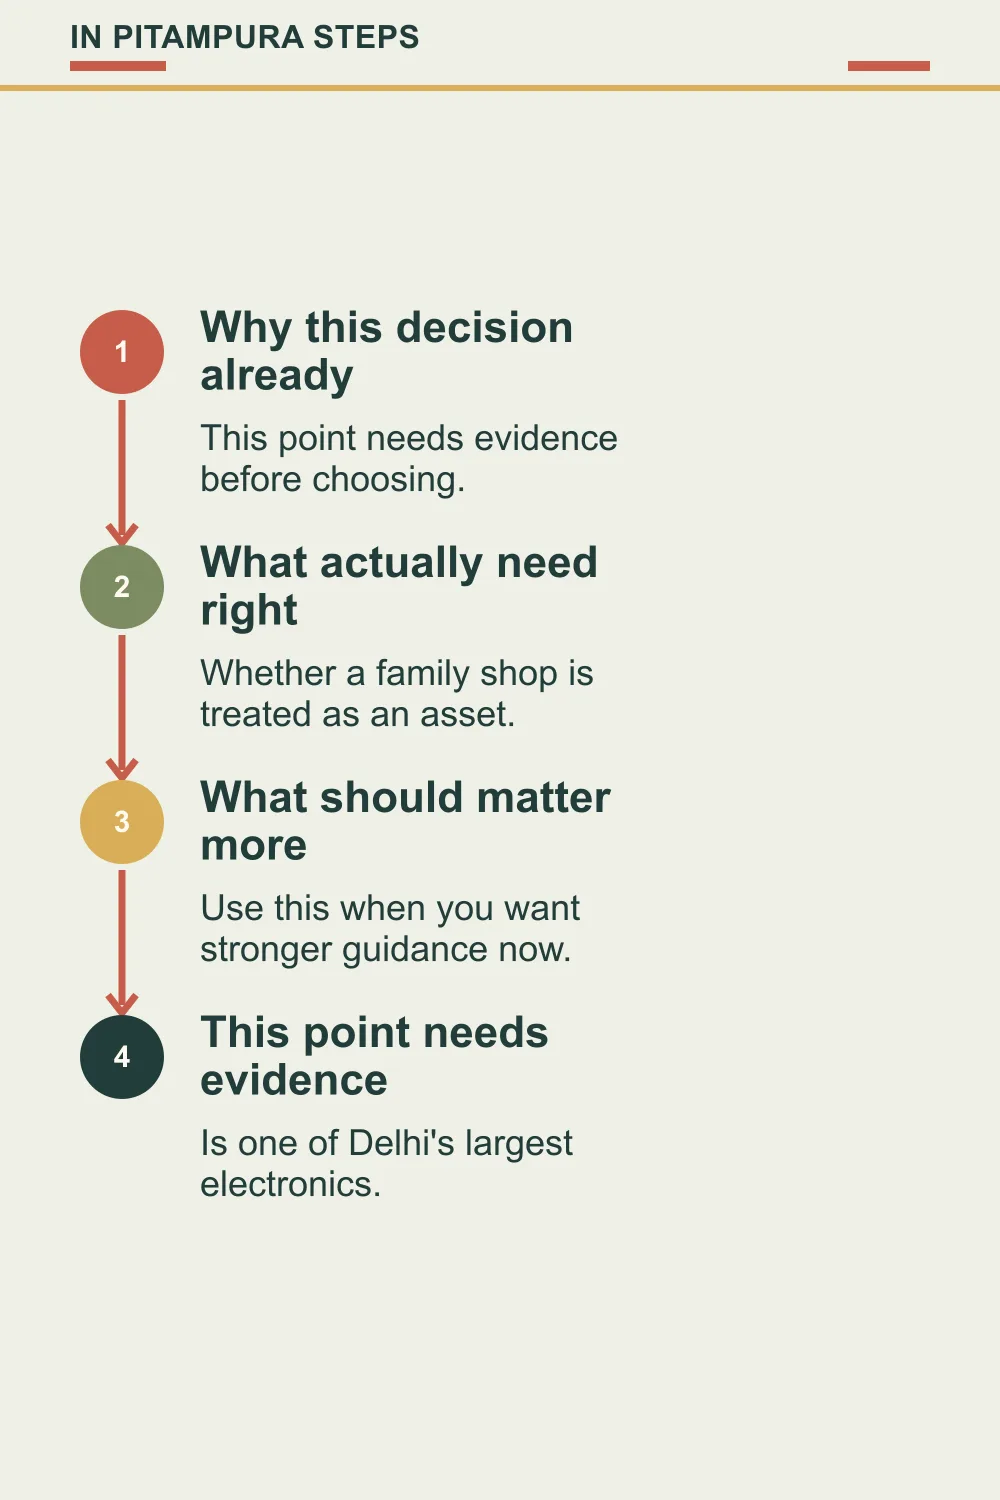 IN PITAMPURA STEPS
1
Why this decision
already
This point needs evidence
before choosing.
2
What actually need
right
Whether a family shop is
treated as an asset.
3
What should matter
more
Use this when you want
stronger guidance now.
4
This point needs
evidence
Is one of Delhi's largest
electronics.